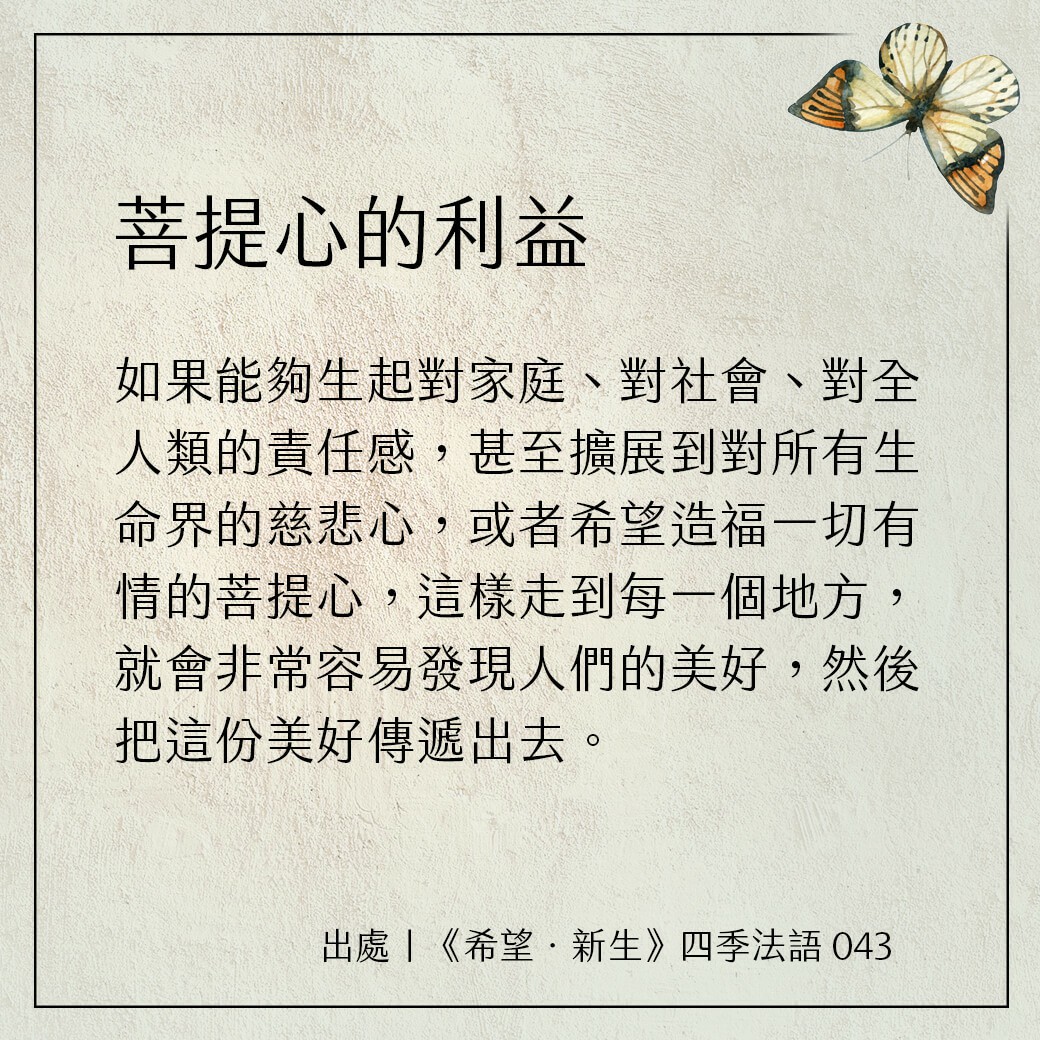 菩提心的利益
如果能夠生起對家庭、對社會、對全
人類的責任感，甚至擴展到對所有生
命界的慈悲心，或者希望造福一切有
情的菩提心，這樣走到每一個地方，
就會非常容易發現人們的美好，然後
把這份美好傳遞出去。
出處｜《希望．新生》四季法語 043